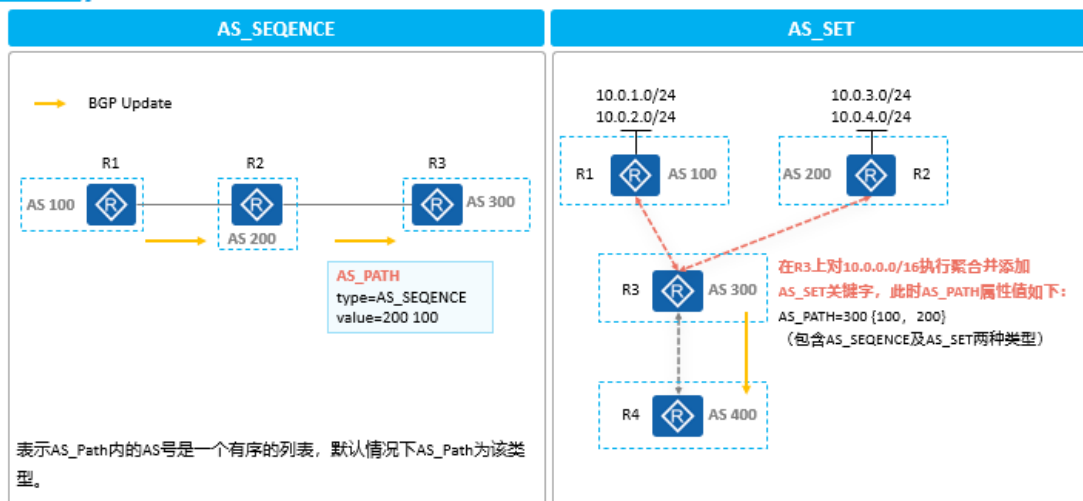 AS_SEQENCE
BGP Update
R1
R2
R3
AS 100
AS 200
AS 300
AS_PATH
type=AS_SEQENCE
value=200 100
表示AS_Path内的AS号是一个有序的列表，默认情况下AS_Path为该类
型。
AS_SET
10.0.1.0/24
10.0.2.0/24
10.0.3.0/24
10.0.4.0/24
R1
AS 100
AS 200
R2
R3
AS 300
在R3上对10.0.0.0/16执行聚合并添加
AS_SET关键字，此时AS_PATH属性值如下：
AS_PATH=300 {100，200}
（包含AS_SEQENCE及AS_SET两种类型）
R4
AS 400